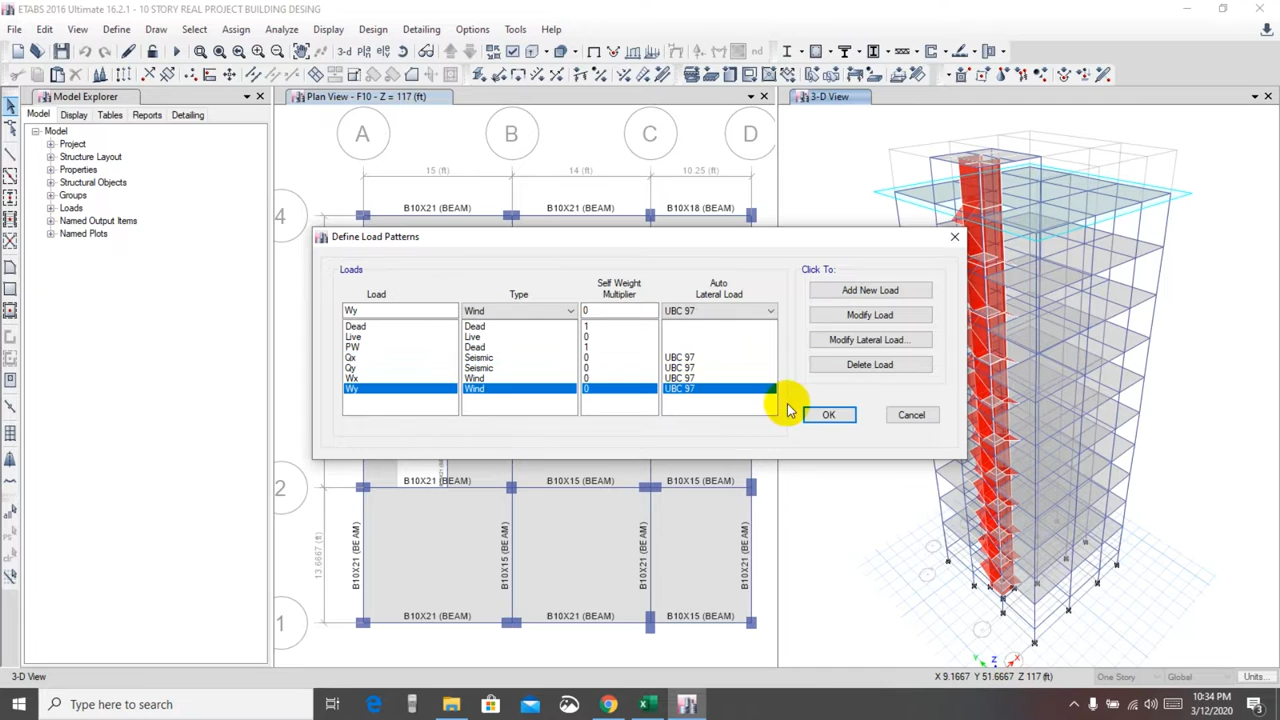 ETABS 2016 Ultimate 16.2.1 - 10 STORY REAL PROJECT BUILDING DESING
File Edit View Define Draw Select Assign Analyze Display Design Detailing Options Tools Help
3-d nd
Model Explorer
Model Display Tables Reports Detailing
Model
Project
Structure Layout
Properties
Structural Objects
Groups
Loads
Named Output Items
Named Plots
Plan View - F10 - Z = 117 (ft)
3-D View
A B C D
15 (ft) 14 (ft) 10.25 (ft)
4
B10X21 (BEAM) B10X21 (BEAM) B10X18 (BEAM)
Define Load Patterns
Loads
Click To:
Load Type Self Weight Multiplier Auto Lateral Load
Wy Wind 0 UBC 97
Dead Dead 1
Live Live 0
PW Dead 1
Qx Seismic 0 UBC 97
Qy Seismic 0 UBC 97
Wx Wind 0 UBC 97
Wy Wind 0 UBC 97
Add New Load
Modify Load
Modify Lateral Load...
Delete Load
OK Cancel
2
B10X21 (BEAM) B10X15 (BEAM) B10X15 (BEAM)
13.6667 (ft)
B10X21 (BEAM) B10X15 (BEAM) B10X21 (BEAM) B10X21 (BEAM)
1
B10X21 (BEAM) B10X21 (BEAM) B10X15 (BEAM)
Y Z X
3-D View
X 9.1667 Y 51.6667 Z 117 (ft) One Story Global Units...
Type here to search
10:34 PM
3/12/2020
3